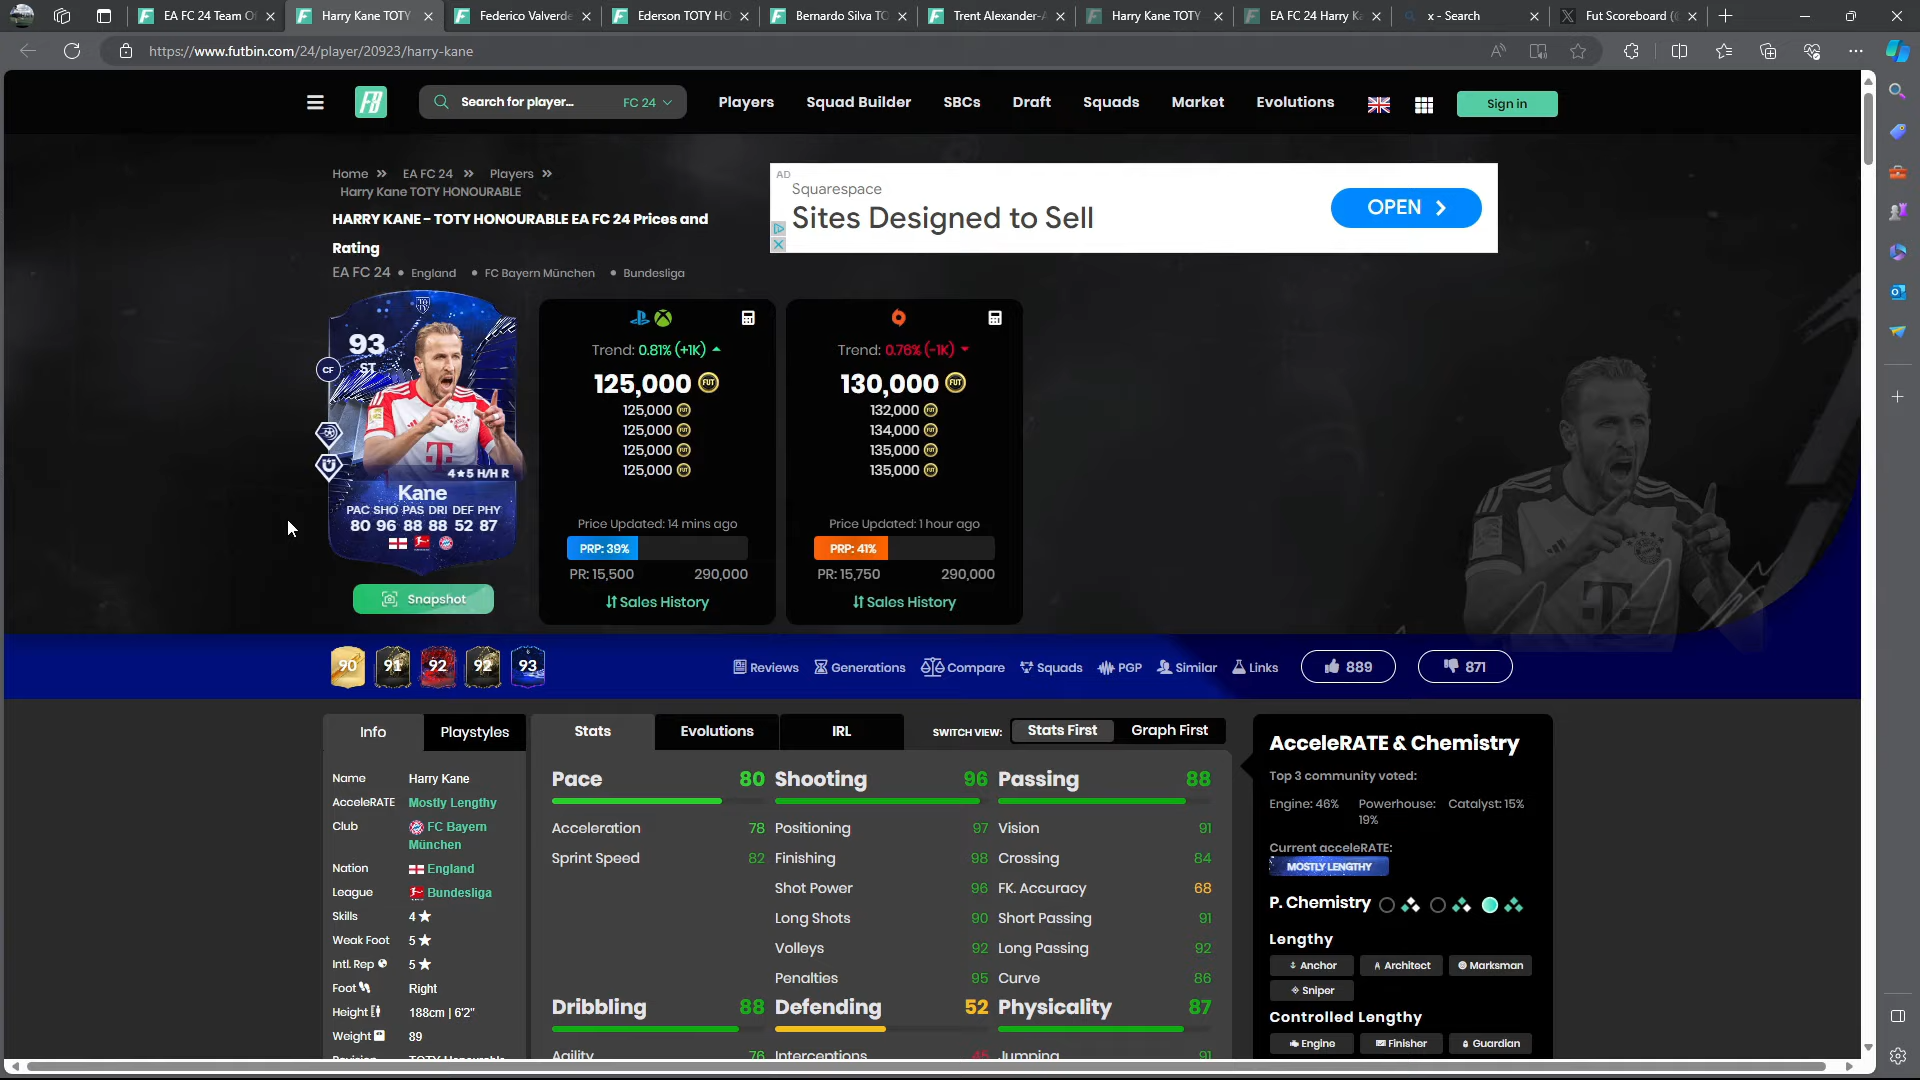 EA FC 24 Team Of
Harry Kane TOTY
Federico Valverde
Ederson TOTY HO
Bernardo Silva TO
Trent Alexander-A
Harry Kane TOTY
EA FC 24 Harry Ka
x - Search
Fut Scoreboard (@
https://www.futbin.com/24/player/20923/harry-kane
Search for player...
FC 24
Players
Squad Builder
SBCs
Draft
Squads
Market
Evolutions
Sign in
Home » EA FC 24 » Players »
Harry Kane TOTY HONOURABLE
HARRY KANE - TOTY HONOURABLE EA FC 24 Prices and
Rating
EA FC 24 • England • FC Bayern München • Bundesliga
AD
Squarespace
Sites Designed to Sell
OPEN
93
ST
CF
4★5 H/H R
Kane
PAC SHO PAS DRI DEF PHY
80 96 88 88 52 87
Snapshot
Trend: 0.81% (+1K)
125,000
125,000
125,000
125,000
125,000
Price Updated: 14 mins ago
PRP: 39%
PR: 15,500 290,000
Sales History
Trend: 0.76% (-1K)
130,000
132,000
134,000
135,000
135,000
Price Updated: 1 hour ago
PRP: 41%
PR: 15,750 290,000
Sales History
90 91 92 92 93
Reviews
Generations
Compare
Squads
PGP
Similar
Links
889
871
Info
Playstyles
Name Harry Kane
AcceleRATE Mostly Lengthy
Club FC Bayern
München
Nation England
League Bundesliga
Skills 4★
Weak Foot 5★
Intl. Rep 5★
Foot Right
Height 188cm | 6'2"
Weight 89
Revision TOTY Honourable
Stats
Evolutions
IRL
SWITCH VIEW:
Stats First
Graph First
Pace 80
Acceleration 78
Sprint Speed 82
Shooting 96
Positioning 97
Finishing 98
Shot Power 96
Long Shots 90
Volleys 92
Penalties 95
Passing 88
Vision 91
Crossing 84
FK. Accuracy 68
Short Passing 91
Long Passing 92
Curve 86
Dribbling 88
Agility 76
Defending 52
Interceptions 45
Physicality 87
Jumping 91
AcceleRATE & Chemistry
Top 3 community voted:
Engine: 46% Powerhouse: Catalyst: 15%
19%
Current acceleRATE:
MOSTLY LENGTHY
P. Chemistry
Lengthy
Anchor
Architect
Marksman
Sniper
Controlled Lengthy
Engine
Finisher
Guardian